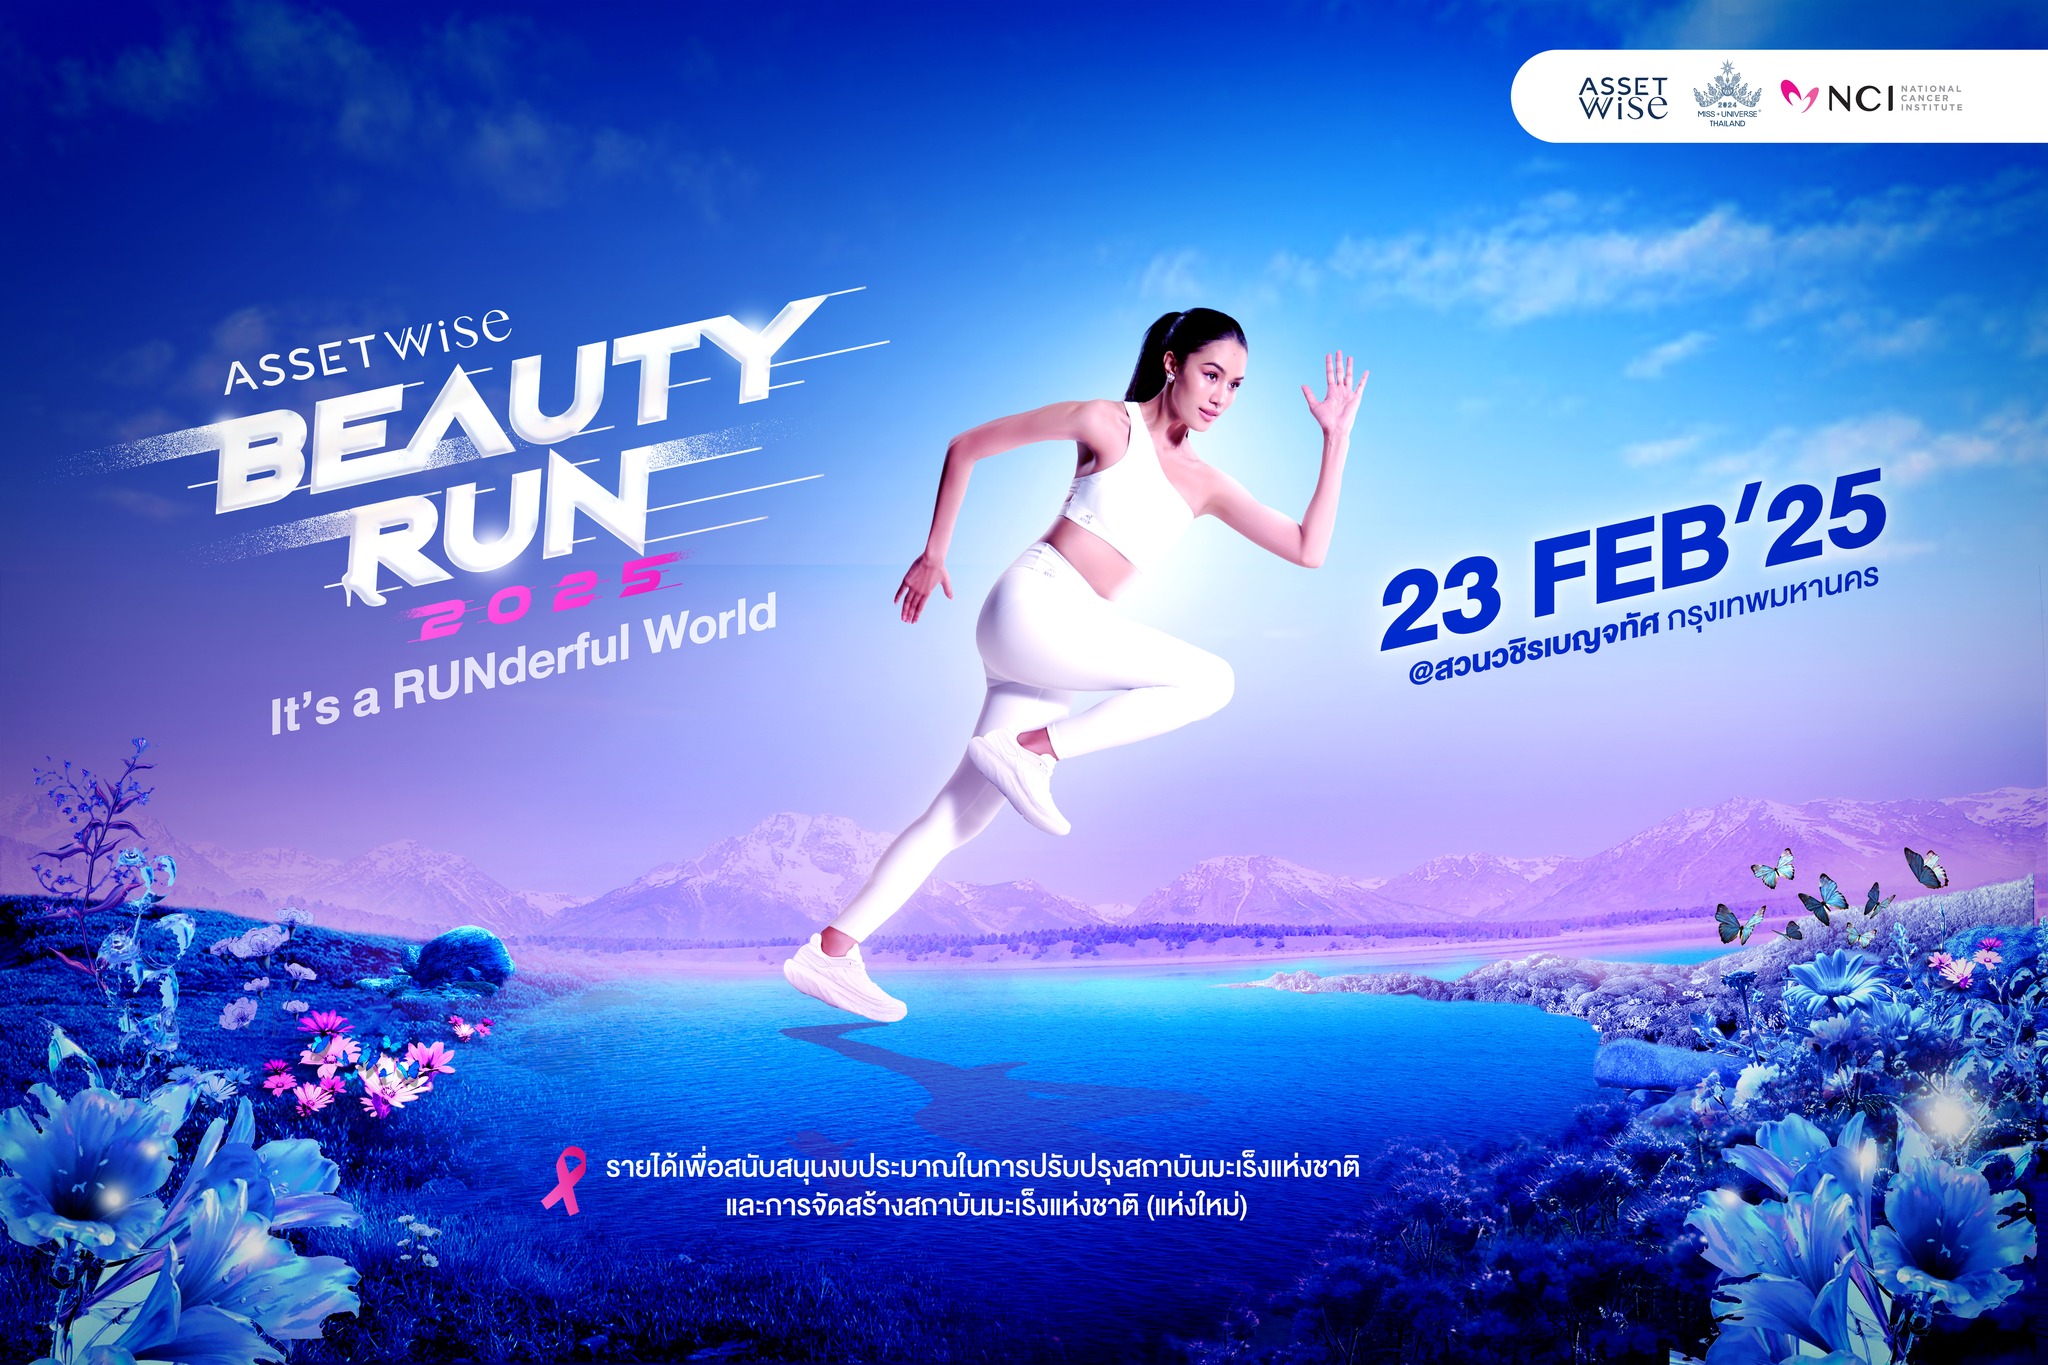 ASSET WiSE
2024
MISS + UNIVERSE
THAILAND
NCI
NATIONAL
CANCER
INSTITUTE
ASSETWiSE
BEAUTY
RUN
2025
It's a RUNderful World
23 FEB'25
@สวนวชิรเบญจทัศ กรุงเทพมหานคร
รายได้เพื่อสนับสนุนงบประมาณในการปรับปรุงสถาบันมะเร็งแห่งชาติ
และการจัดสร้างสถาบันมะเร็งแห่งชาติ (แห่งใหม่)